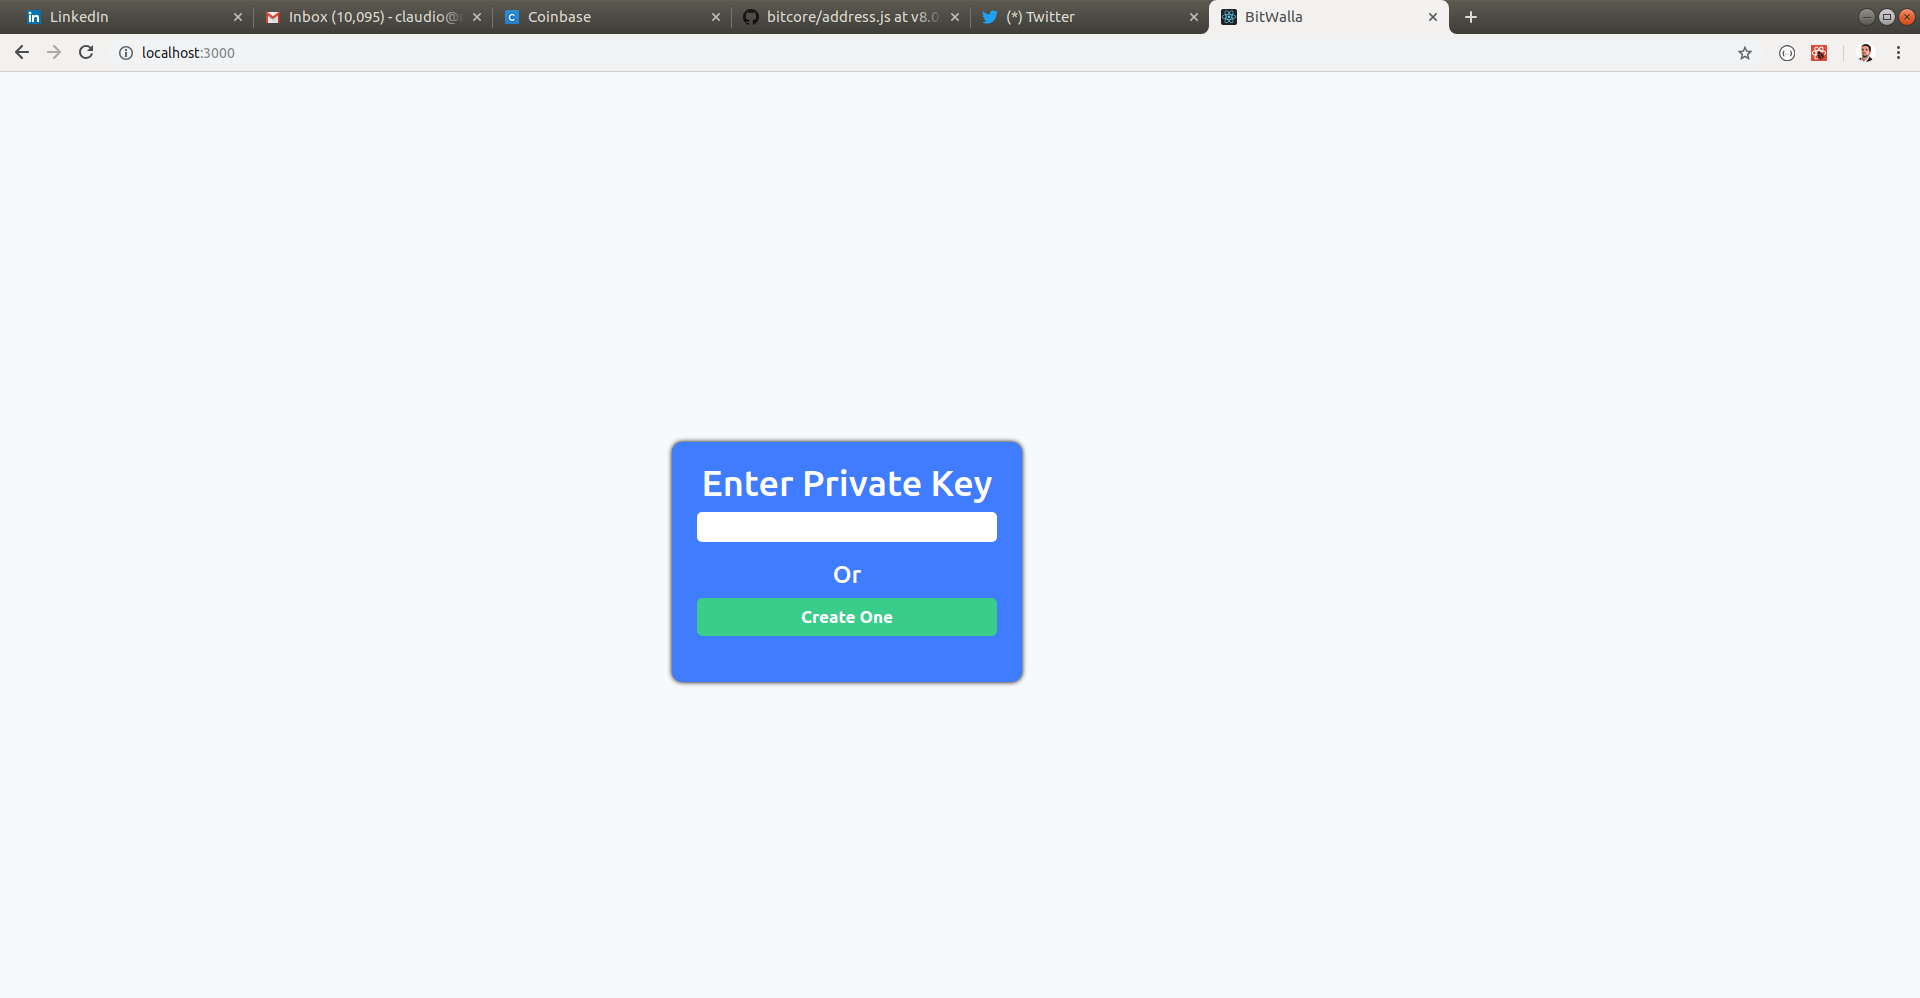 LinkedIn
Inbox (10,095) - claudio@
Coinbase
bitcore/address.js at v8.0
(*) Twitter
BitWalla
localhost:3000
Enter Private Key
Or
Create One